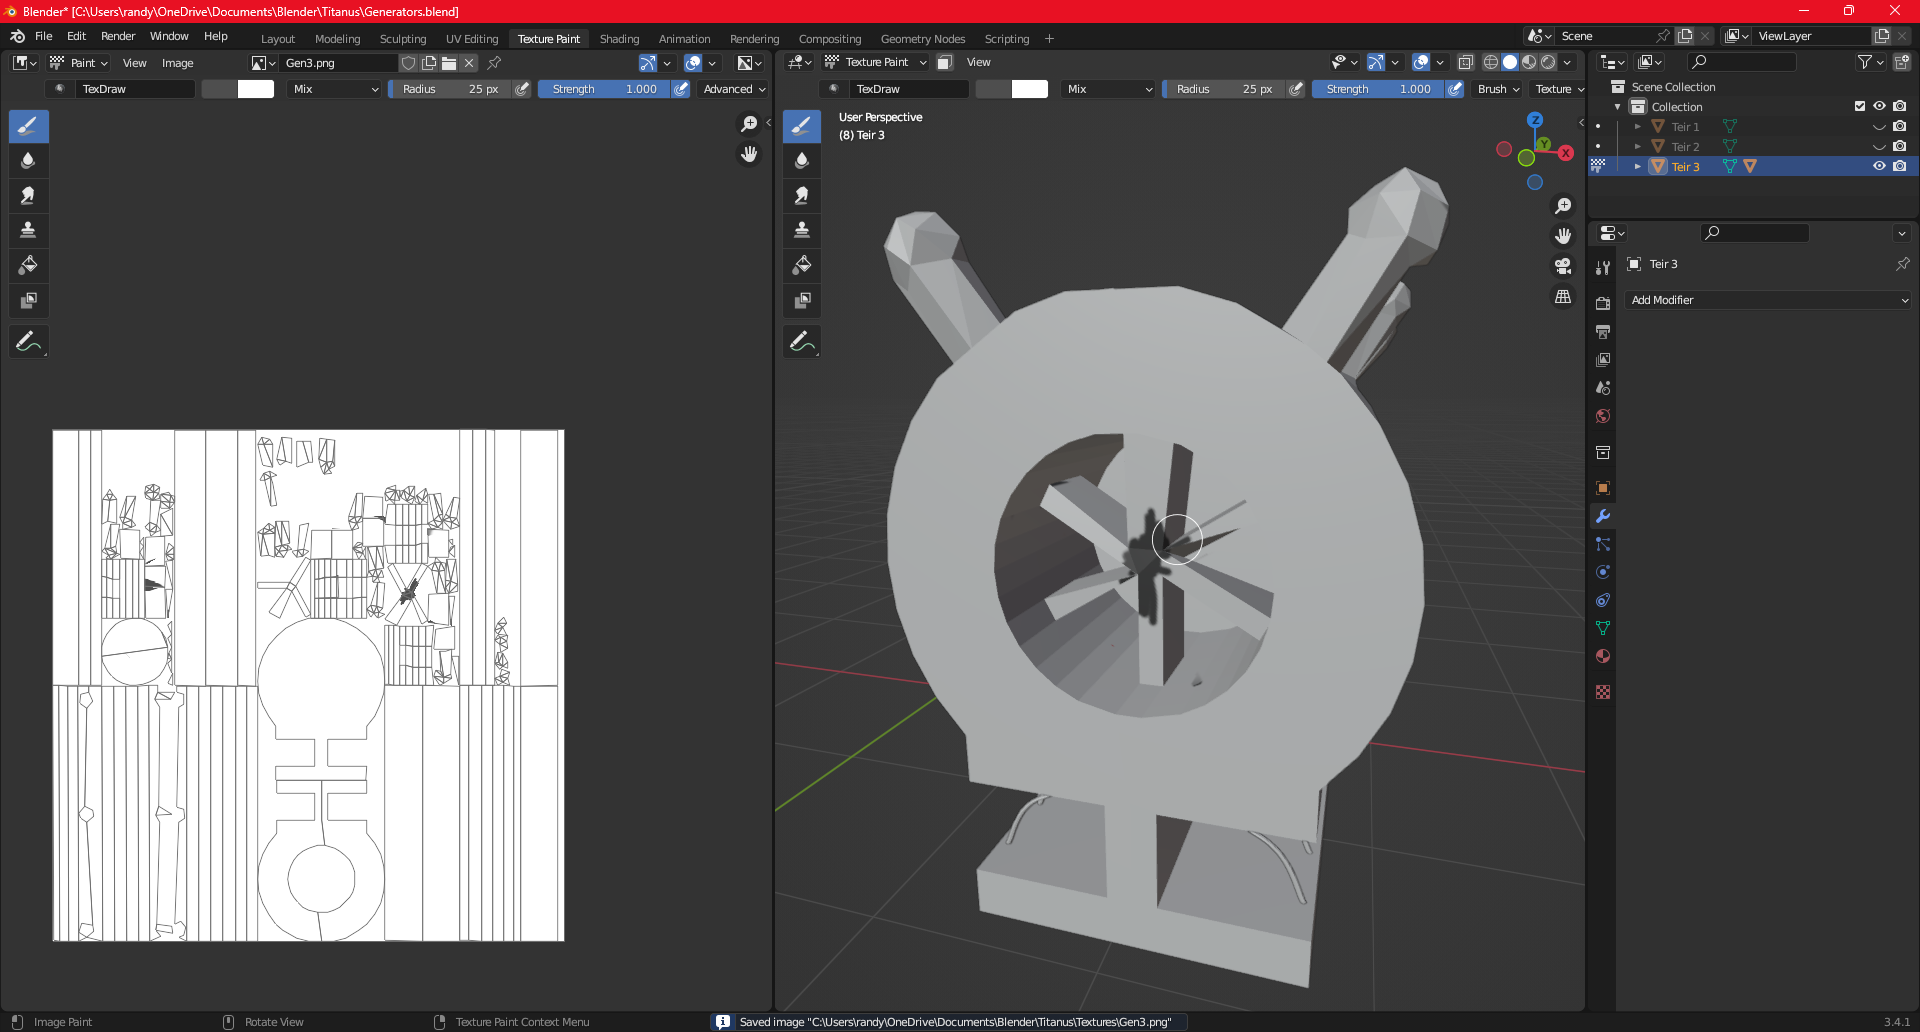 Blender* [C:\Users\randy\OneDrive\Documents\Blender\Titanus\Generators.blend]
File Edit Render Window Help Layout Modeling Sculpting UV Editing Texture Paint Shading Animation Rendering Compositing Geometry Nodes Scripting + Scene ViewLayer
Paint View Image Gen3.png Texture Paint View
TexDraw Mix Radius 25 px Strength 1.000 Advanced TexDraw Mix Radius 25 px Strength 1.000 Brush Texture
Scene Collection
Collection
Teir 1
Teir 2
Teir 3
User Perspective
(8) Teir 3
Z
Y
X
Teir 3
Add Modifier
Image Paint Rotate View Texture Paint Context Menu Saved image "C:\Users\randy\OneDrive\Documents\Blender\Titanus\Textures\Gen3.png" 3.4.1